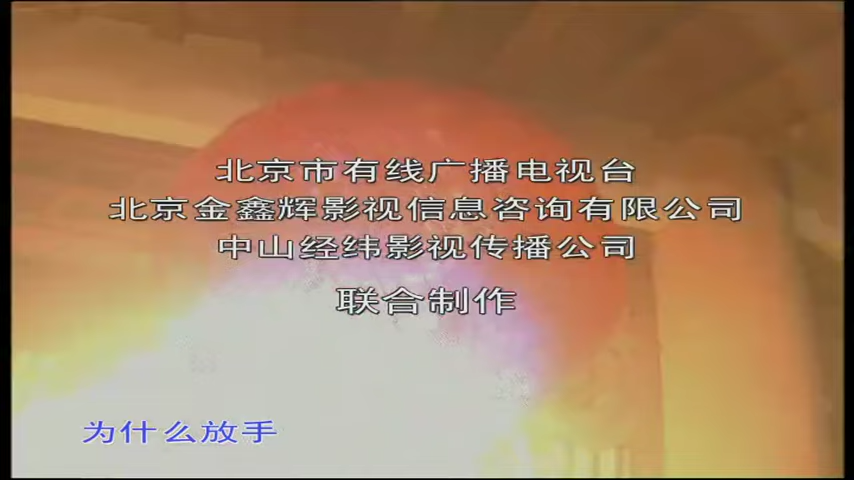 北京市有线广播电视台
北京金鑫辉影视信息咨询有限公司
中山经纬影视传播公司
联合制作
为什么放手